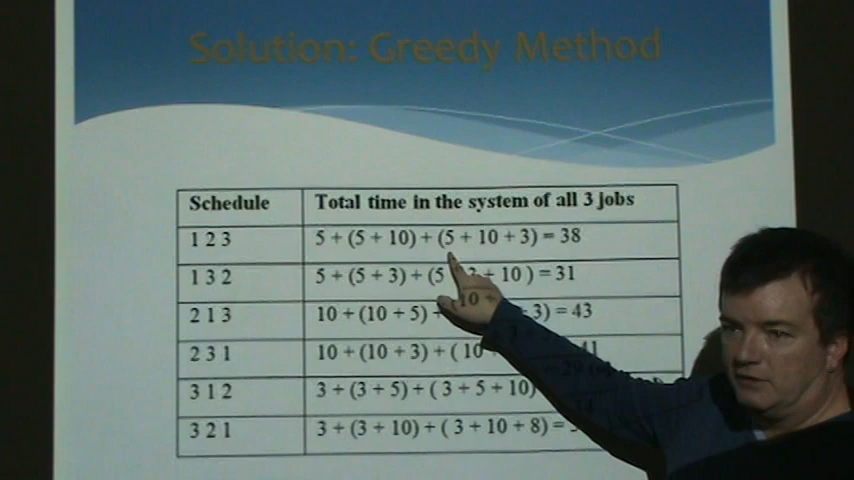 Solution: Greedy Method
Schedule Total time in the system of all 3 jobs
1 2 3 5 + (5 + 10) + (5 + 10 + 3) = 38
1 3 2 5 + (5 + 3) + (5 + 10 ) = 31
2 1 3 10 + (10 + 5) + 10 + 3) = 43
2 3 1 10 + (10 + 3) + ( 10 41
3 1 2 3 + (3 + 5) + ( 3 + 5 + 10)
3 2 1 3 + (3 + 10) + ( 3 + 10 + 8) =